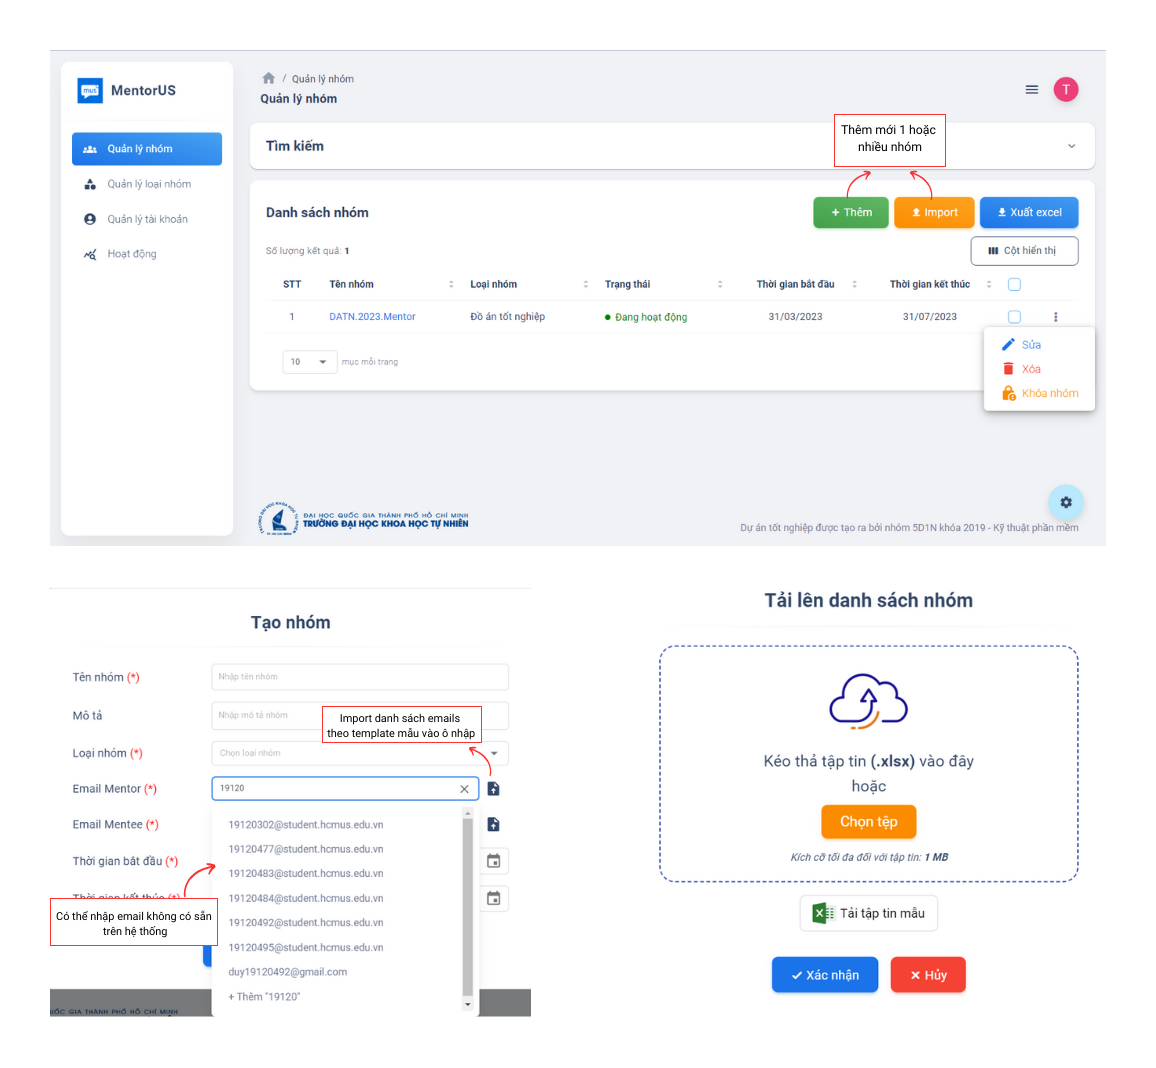 mus
MentorUS
Quản lý nhóm
Quản lý loại nhóm
Quản lý tài khoản
Hoạt động
/ Quản lý nhóm
Quản lý nhóm
T
Tìm kiếm
Thêm mới 1 hoặc
nhiều nhóm
Danh sách nhóm
+ Thêm
Import
Xuất excel
Số lượng kết quả: 1
Cột hiển thị
STT Tên nhóm Loại nhóm Trạng thái Thời gian bắt đầu Thời gian kết thúc
1 DATN.2023.Mentor Đồ án tốt nghiệp Đang hoạt động 31/03/2023 31/07/2023
Sửa
Xóa
Khóa nhóm
10 mục mỗi trang
ĐẠI HỌC QUỐC GIA THÀNH PHỐ HỒ CHÍ MINH
TRƯỜNG ĐẠI HỌC KHOA HỌC TỰ NHIÊN
Dự án tốt nghiệp được tạo ra bởi nhóm 5D1N khóa 2019 - Kỹ thuật phần mềm
Tạo nhóm
Tên nhóm (*) Nhập tên nhóm
Mô tả Nhập mô tả nhóm
Import danh sách emails
theo template mẫu vào ô nhập
Loại nhóm (*) Chọn loại nhóm
Email Mentor (*) 19120
Email Mentee (*)
Thời gian bắt đầu (*)
Thời gian kết thúc (*)
Có thể nhập email không có sẵn
trên hệ thống
19120302@student.hcmus.edu.vn
19120477@student.hcmus.edu.vn
19120483@student.hcmus.edu.vn
19120484@student.hcmus.edu.vn
19120492@student.hcmus.edu.vn
19120495@student.hcmus.edu.vn
duy19120492@gmail.com
+ Thêm "19120"
QUỐC GIA THÀNH PHỐ HỒ CHÍ MINH
Tải lên danh sách nhóm
Kéo thả tập tin (.xlsx) vào đây
hoặc
Chọn tệp
Kích cỡ tối đa đối với tập tin: 1 MB
Tải tập tin mẫu
Xác nhận
Hủy